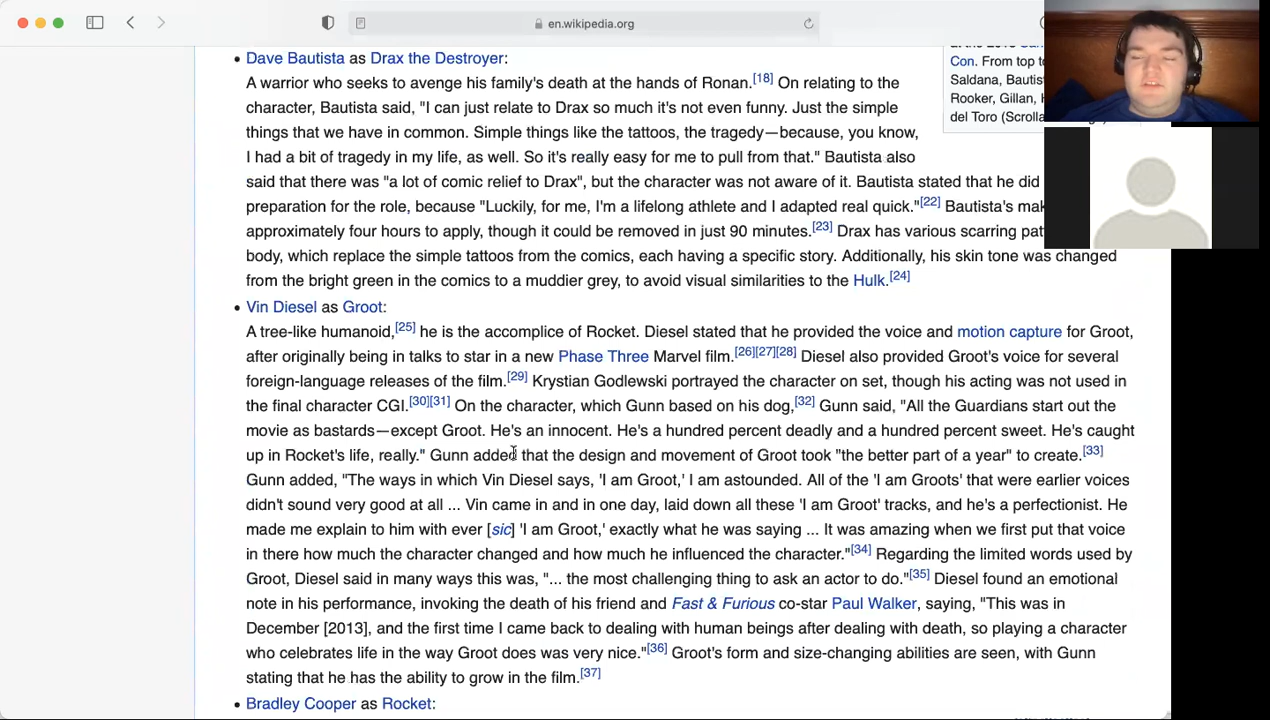 en.wikipedia.org
Dave Bautista as Drax the Destroyer:
A warrior who seeks to avenge his family's death at the hands of Ronan.[18] On relating to the
character, Bautista said, "I can just relate to Drax so much it's not even funny. Just the simple
things that we have in common. Simple things like the tattoos, the tragedy—because, you know,
I had a bit of tragedy in my life, as well. So it's really easy for me to pull from that." Bautista also
said that there was "a lot of comic relief to Drax", but the character was not aware of it. Bautista stated that he did
preparation for the role, because "Luckily, for me, I'm a lifelong athlete and I adapted real quick."[22] Bautista's
approximately four hours to apply, though it could be removed in just 90 minutes.[23] Drax has various scarring
body, which replace the simple tattoos from the comics, each having a specific story. Additionally, his skin tone was changed
from the bright green in the comics to a muddier grey, to avoid visual similarities to the Hulk.[24]
Con. From top to
Saldana,
Rooker, Gillan,
del Toro
Vin Diesel as Groot:
A tree-like humanoid,[25] he is the accomplice of Rocket. Diesel stated that he provided the voice and motion capture for Groot,
after originally being in talks to star in a new Phase Three Marvel film.[26][27][28] Diesel also provided Groot's voice for several
foreign-language releases of the film.[29] Krystian Godlewski portrayed the character on set, though his acting was not used in
the final character CGI.[30][31] On the character, which Gunn based on his dog,[32] Gunn said, "All the Guardians start out the
movie as bastards—except Groot. He's an innocent. He's a hundred percent deadly and a hundred percent sweet. He's caught
up in Rocket's life, really." Gunn added that the design and movement of Groot took "the better part of a year" to create.[33]
Gunn added, "The ways in which Vin Diesel says, 'I am Groot,' I am astounded. All of the 'I am Groots' that were earlier voices
didn't sound very good at all ... Vin came in and in one day, laid down all these 'I am Groot' tracks, and he's a perfectionist. He
made me explain to him with ever [sic] 'I am Groot,' exactly what he was saying ... It was amazing when we first put that voice
in there how much the character changed and how much he influenced the character."[34] Regarding the limited words used by
Groot, Diesel said in many ways this was, "... the most challenging thing to ask an actor to do."[35] Diesel found an emotional
note in his performance, invoking the death of his friend and Fast & Furious co-star Paul Walker, saying, "This was in
December [2013], and the first time I came back to dealing with human beings after dealing with death, so playing a character
who celebrates life in the way Groot does was very nice."[36] Groot's form and size-changing abilities are seen, with Gunn
stating that he has the ability to grow in the film.[37]
Bradley Cooper as Rocket: